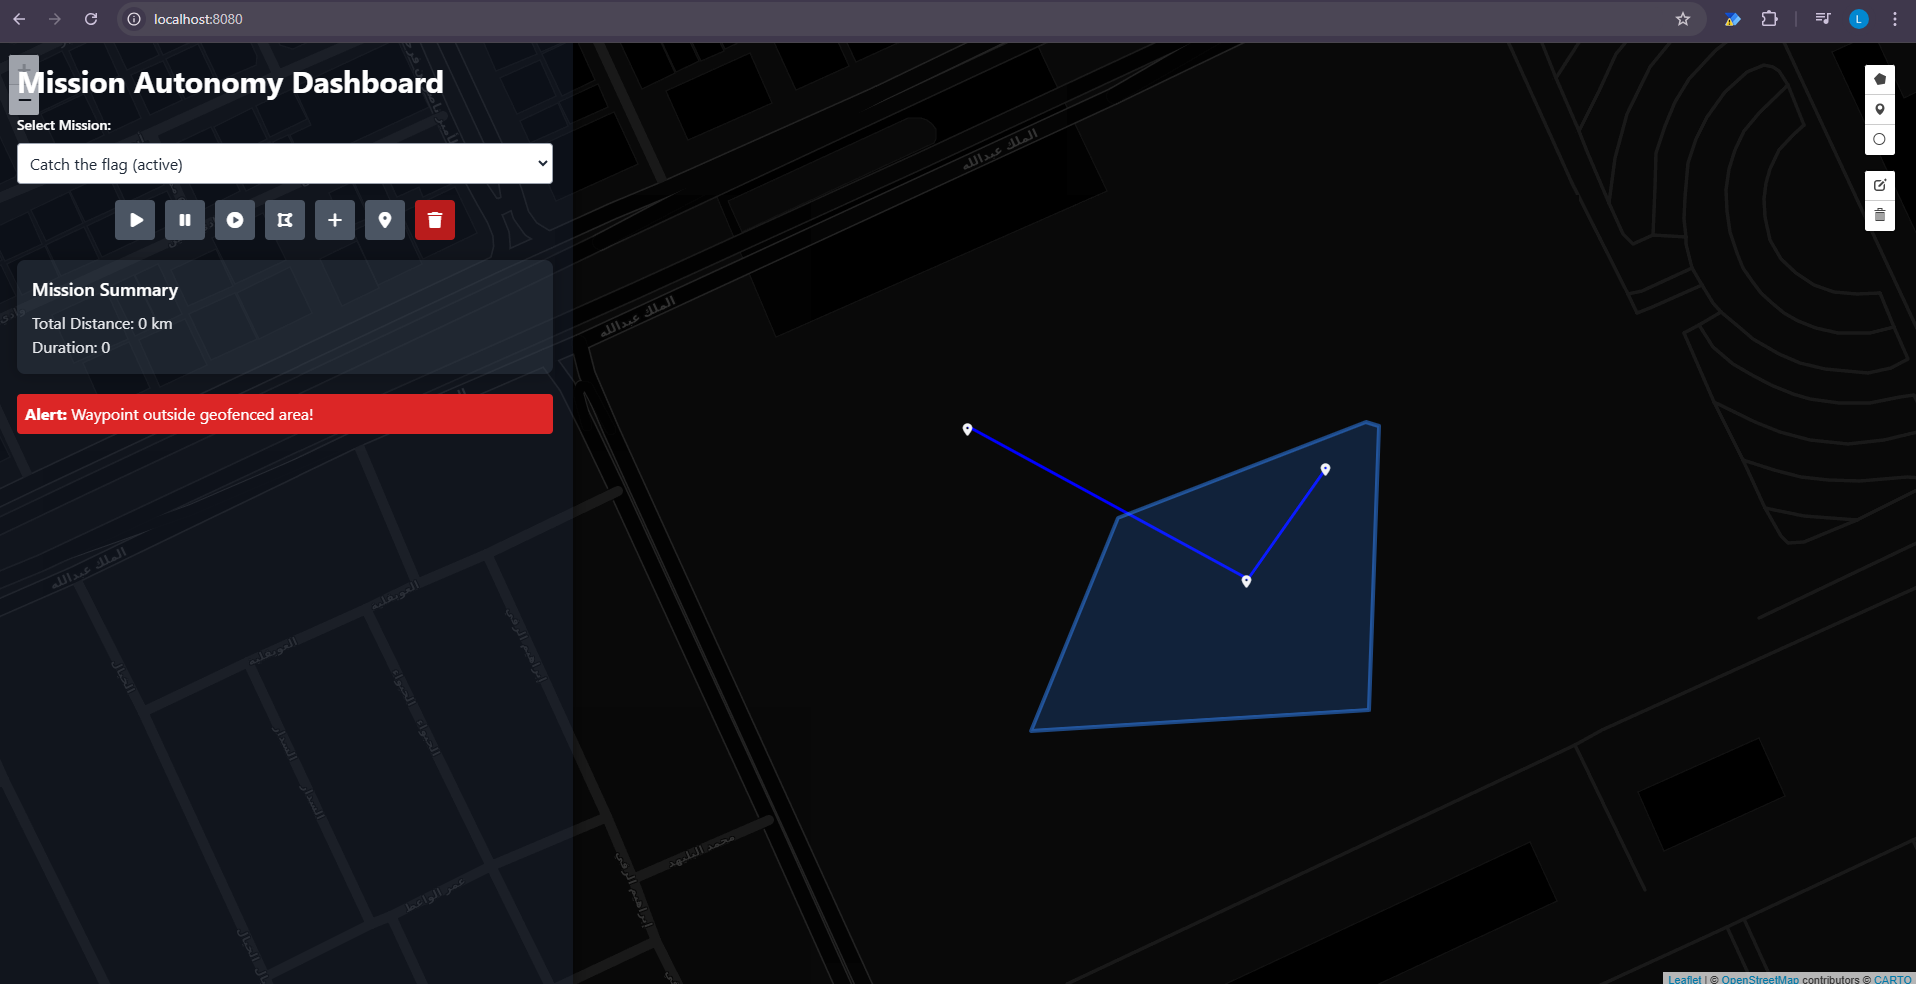 localhost:8080
L
Mission Autonomy Dashboard
Select Mission:
Catch the flag (active)
Mission Summary
Total Distance: 0 km
Duration: 0
Alert: Waypoint outside geofenced area!
الملك عبدالله
الملك عبدالله
الملك عبدالله
Leaflet | © OpenStreetMap contributors © CARTO